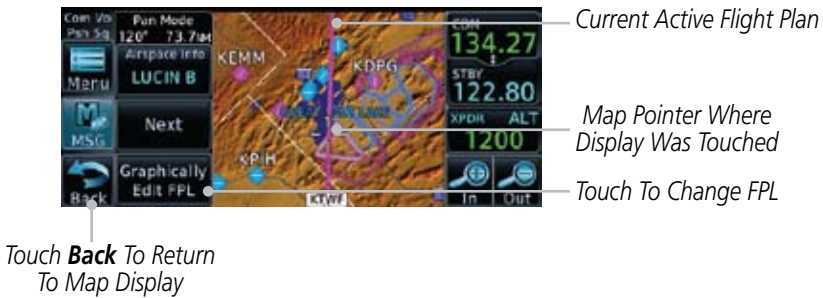 Com Vol
Psh Sq
Pan Mode
120° 73.7NM
Menu
Airspace Info
LUCIN B
MSG
Next
Back
Graphically
Edit FPL
KEMM
KDPG
KPIH
KTWF
134.27
STBY
122.80
XPDR ALT
1200
In Out
Current Active Flight Plan
Map Pointer Where
Display Was Touched
Touch To Change FPL
Touch Back To Return
To Map Display